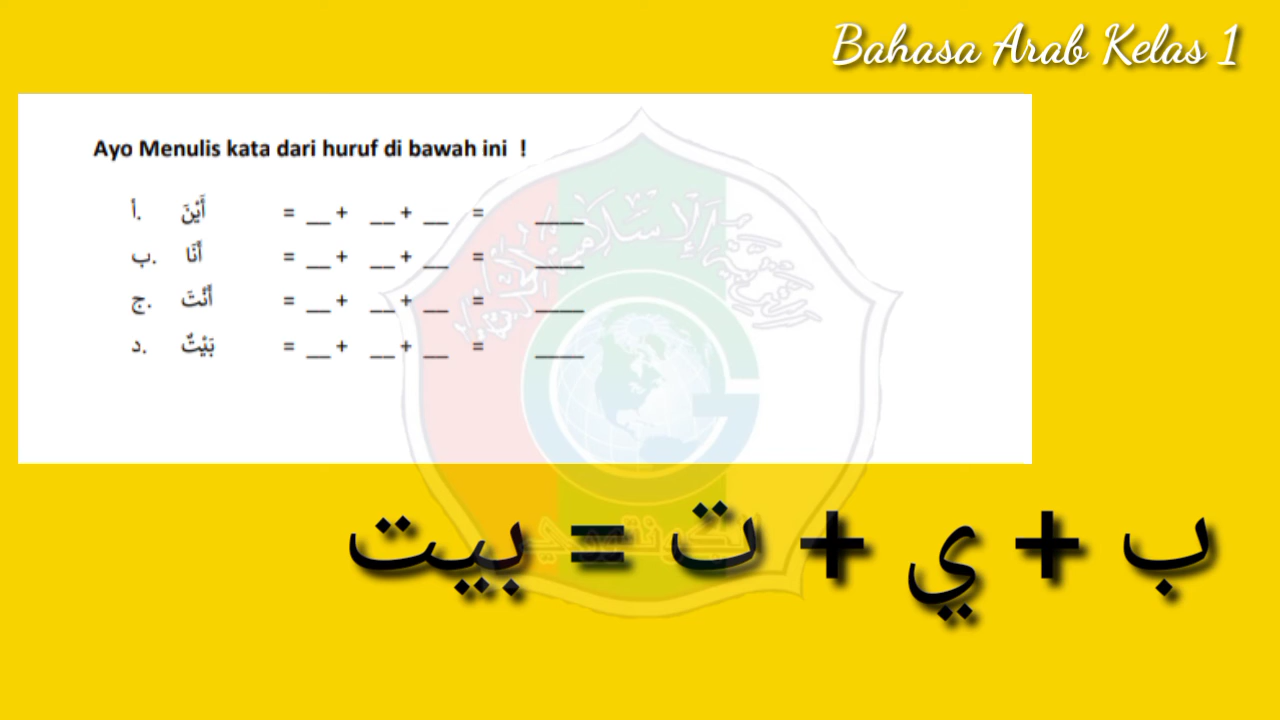 Bahasa Arab Kelas 1
Ayo Menulis kata dari huruf di bawah ini !
أ. أَيْنَ = __ + __ + __ = ____
ب. أَنَا = __ + __ + __ = ____
ج. أَنْتَ = __ + __ + __ = ____
د. بَيْتٌ = __ + __ + __ = ____
ب + ي + ت = بيت